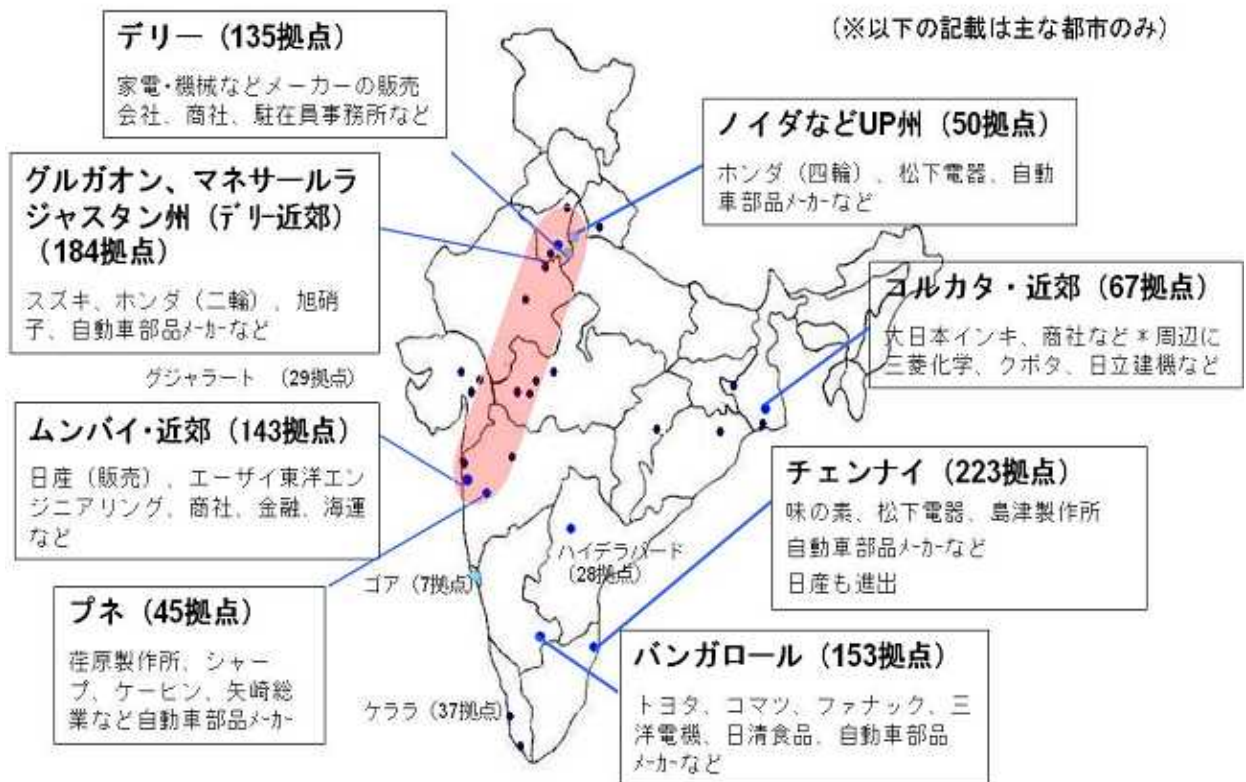 (※以下の記載は主な都市のみ)
デリー (135拠点)
家電・機械などメーカーの販売
会社、商社、駐在員事務所など
ノイダなどUP州 (50拠点)
ホンダ (四輪) 、松下電器、自動
車部品メーカーなど
グルガオン、マネサールラ
ジャスタン州 (デリー近郊)
(184拠点)
スズキ、ホンダ (二輪) 、旭硝
子、自動車部品メーカーなど
コルカタ・近郊 (67拠点)
大日本インキ、商社など*周辺に
三菱化学、クボタ、日立建機など
グジャラート (29拠点)
ムンバイ・近郊 (143拠点)
日産 (販売) 、エーザイ東洋エン
ジニアリング、商社、金融、海運
など
チェンナイ (223拠点)
味の素、松下電器、島津製作所
自動車部品メーカーなど
日産も進出
ハイデラバード
(28拠点)
ゴア (7拠点)
プネ (45拠点)
荏原製作所、シャー
プ、ケーヒン、矢崎総
業など自動車部品メーカー
バンガロール (153拠点)
トヨタ、コマツ、ファナック、三
洋電機、日清食品、自動車部品
メーカーなど
ケララ (37拠点)